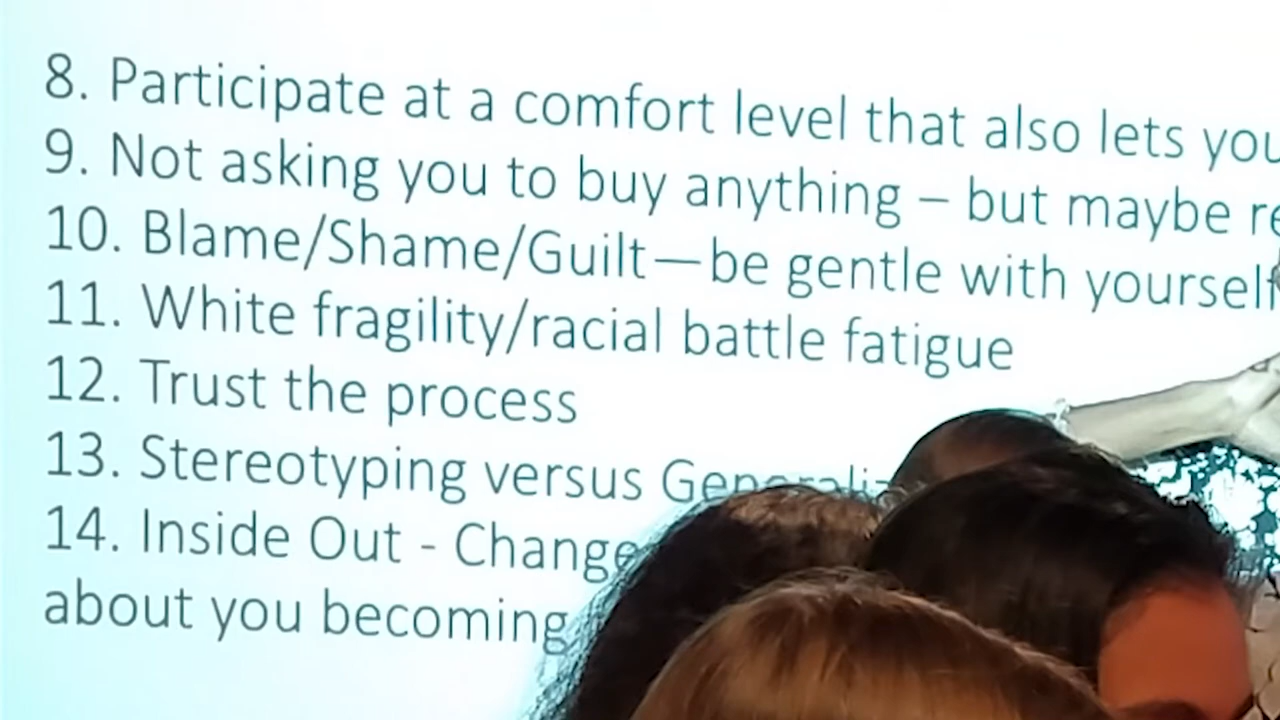 8. Participate at a comfort level that also lets you
9. Not asking you to buy anything – but maybe
10. Blame/Shame/Guilt—be gentle with yourself
11. White fragility/racial battle fatigue
12. Trust the process
13. Stereotyping versus
14. Inside Out - Change
about you becoming